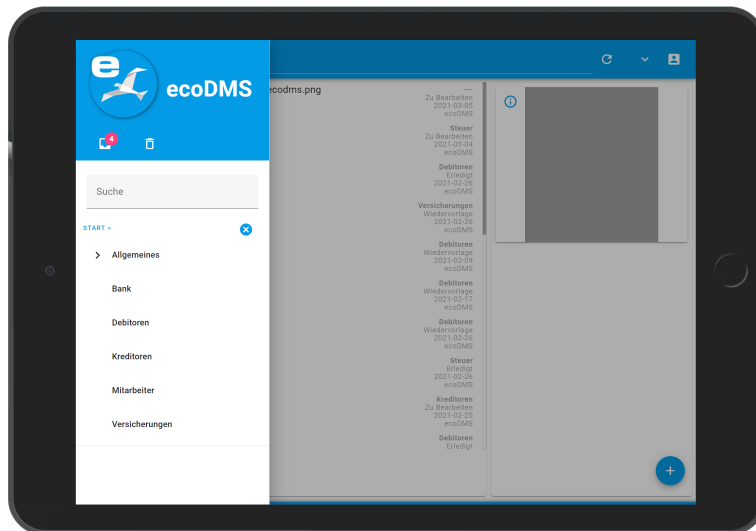 e
ecoDMS
4
Suche
START >
Allgemeines
Bank
Debitoren
Kreditoren
Mitarbeiter
Versicherungen
ecodms.png
---
Zu Bearbeiten
2021-03-05
ecoDMS
Steuer
Zu Bearbeiten
2021-03-04
ecoDMS
Debitoren
Erledigt
2021-02-26
ecoDMS
Versicherungen
Wiedervorlage
2021-02-26
ecoDMS
Debitoren
Wiedervorlage
2021-02-09
ecoDMS
Debitoren
Wiedervorlage
2021-02-17
ecoDMS
Debitoren
Wiedervorlage
2021-02-26
ecoDMS
Steuer
Erledigt
2021-02-26
ecoDMS
Kreditoren
Zu Bearbeiten
2021-02-25
ecoDMS
Debitoren
Erledigt